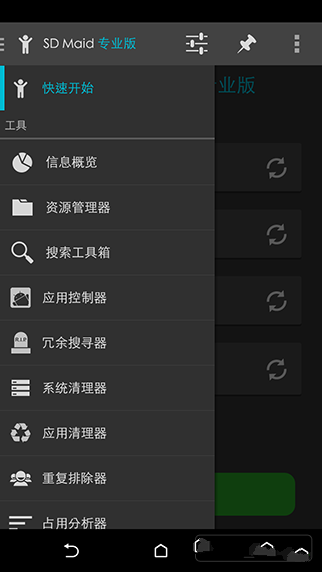 SD Maid 专业版
快速开始
专业版
工具
信息概览
资源管理器
搜索工具箱
应用控制器
R.I.P
冗余搜寻器
系统清理器
应用清理器
重复排除器
占用分析器